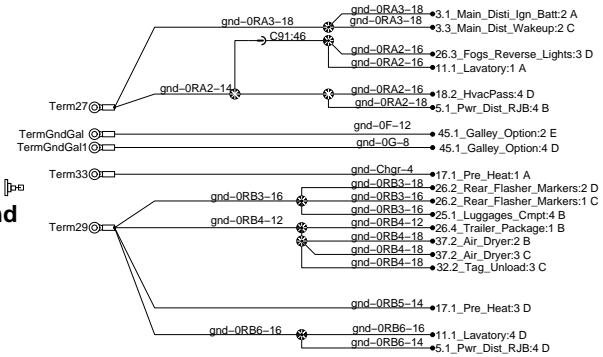 gnd-0RA3-18
3.1_Main_Disti_Ign_Batt:2 A
gnd-0RA3-18 gnd-0RA3-18 3.3_Main_Dist_Wakeup:2 C
C91:46
gnd-0RA2-16 26.3_Fogs_Reverse_Lights:3 D
gnd-0RA2-16 11.1_Lavatory:1 A
gnd-0RA2-14 gnd-0RA2-16 18.2_HvacPass:4 D
Term27 gnd-0RA2-18 5.1_Pwr_Dist_RJB:4 B
TermGndGal gnd-0F-12 45.1_Galley_Option:2 E
TermGndGal1 gnd-0G-8 45.1_Galley_Option:4 D
Term33 gnd-Chgr-4 17.1_Pre_Heat:1 A
gnd-0RB3-18 26.2_Rear_Flasher_Markers:2 D
gnd-0RB3-16 gnd-0RB3-16 26.2_Rear_Flasher_Markers:1 C
gnd-0RB3-16 25.1_Luggages_Cmpt:4 B
nd
Term29 gnd-0RB4-12 gnd-0RB4-12 26.4_Trailer_Package:1 B
gnd-0RB4-18 37.2_Air_Dryer:2 B
gnd-0RB4-18 37.2_Air_Dryer:3 C
gnd-0RB4-18 32.2_Tag_Unload:3 C
gnd-0RB5-14 17.1_Pre_Heat:3 D
gnd-0RB6-16 gnd-0RB6-16 11.1_Lavatory:4 D
gnd-0RB6-14 5.1_Pwr_Dist_RJB:4 D